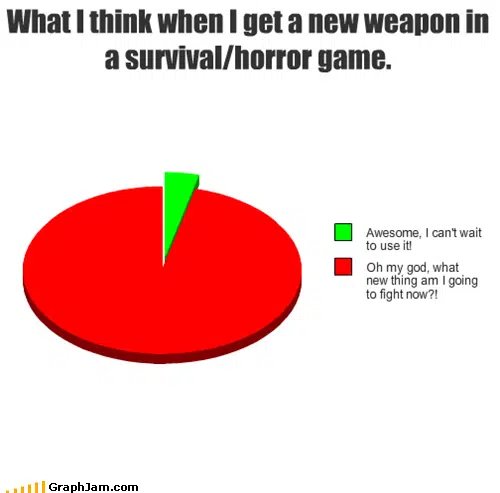 What I think when I get a new weapon in
a survival/horror game.
Awesome, I can't wait
to use it!
Oh my god, what
new thing am I going
to fight now?!
GraphJam.com